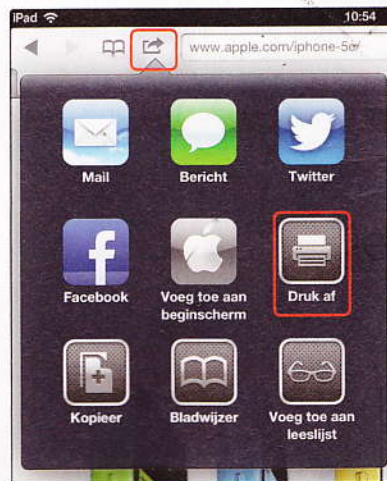 iPad 10:54
www.apple.com/iphone-5c/
Mail Bericht Twitter
Facebook Voeg toe aan
beginscherm Druk af
Kopieer Bladwijzer Voeg toe aan
leeslijst